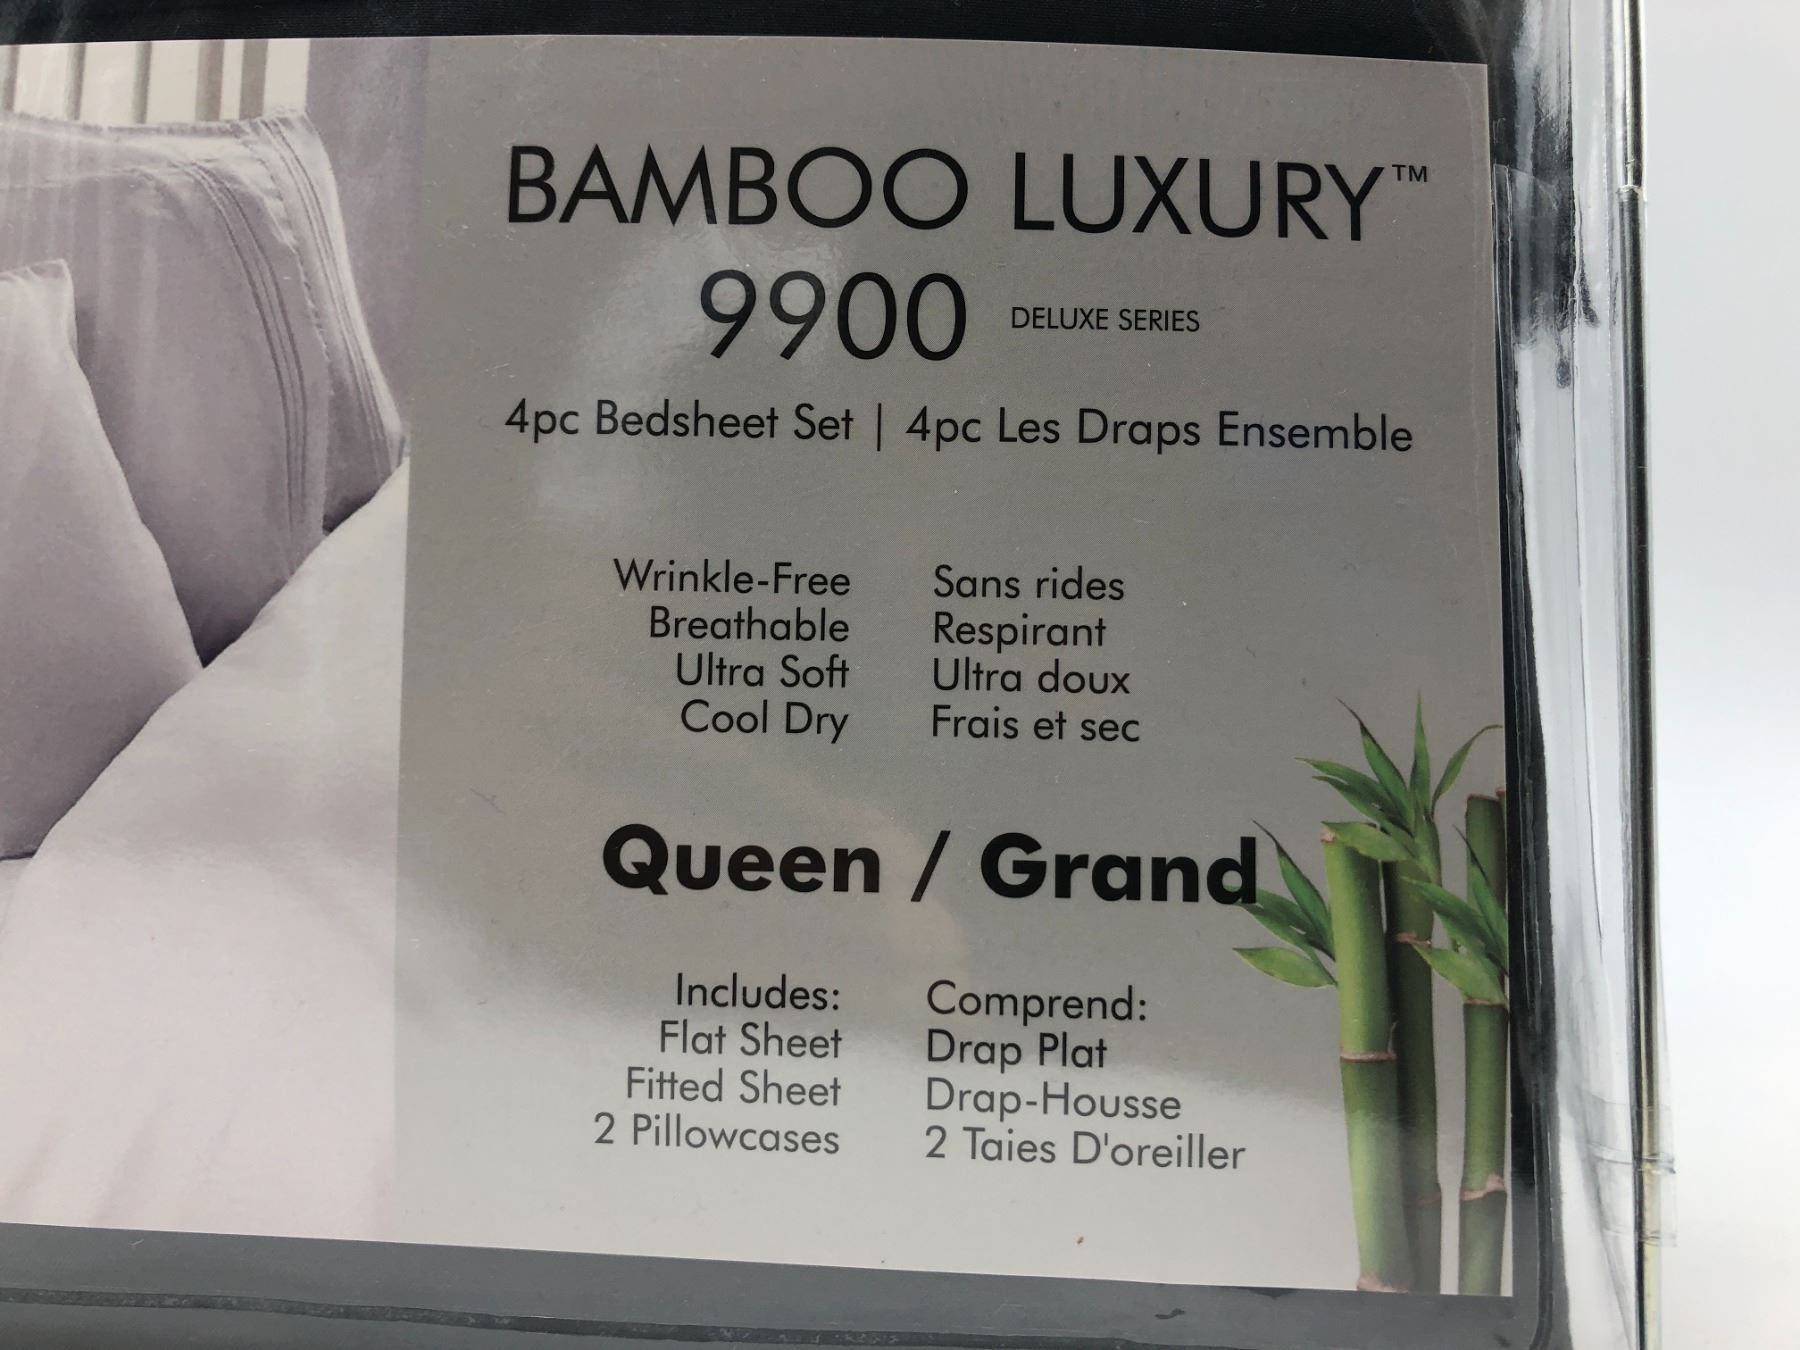 BAMBOO LUXURY™
9900 DELUXE SERIES
4pc Bedsheet Set | 4pc Les Draps Ensemble
Wrinkle-Free
Breathable
Ultra Soft
Cool Dry
Sans rides
Respirant
Ultra doux
Frais et sec
Queen / Grand
Includes:
Flat Sheet
Fitted Sheet
2 Pillowcases
Comprend:
Drap Plat
Drap-Housse
2 Taies D'oreiller